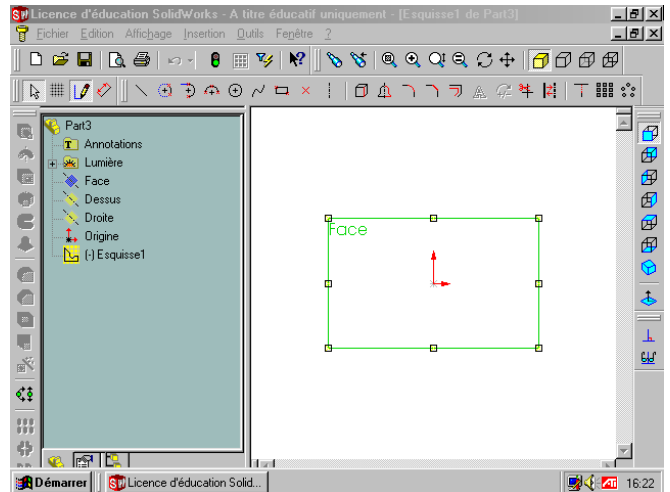 Licence d'éducation SolidWorks - A titre éducatif uniquement - [Esquisse1 de Part3]
Fichier Edition Affichage Insertion Outils Fenêtre ?
Part3
Annotations
Lumière
Face
Dessus
Droite
Origine
(-) Esquisse1
Face
Démarrer
Licence d'éducation Solid...
16:22